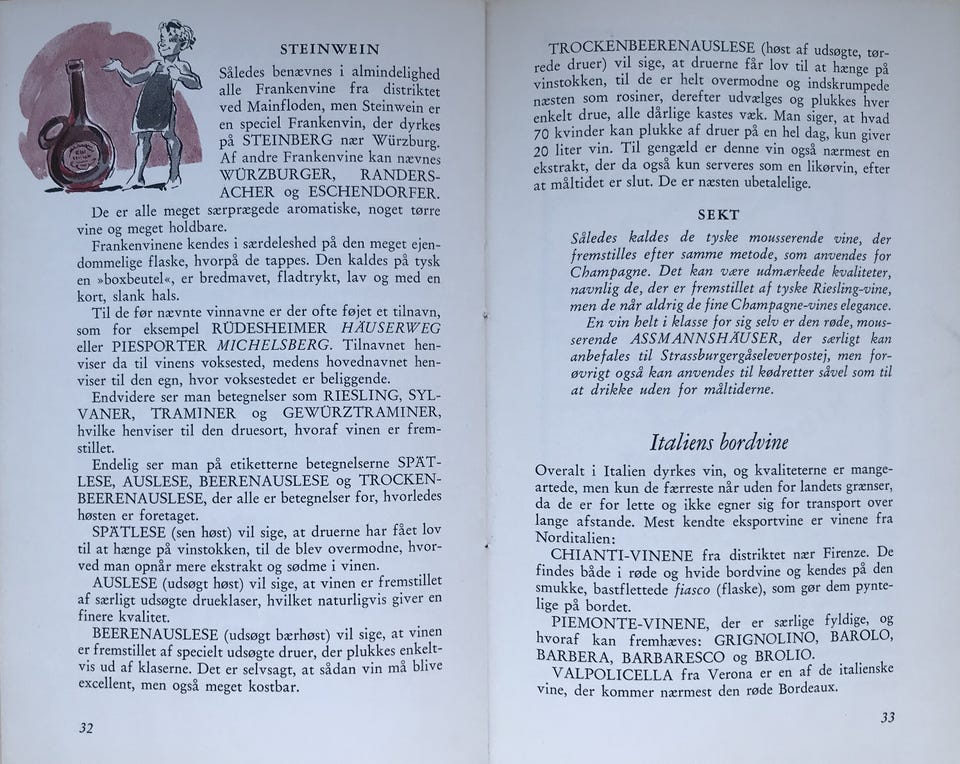 STEINWEIN
Således benævnes i almindelighed
alle Frankenvine fra distriktet
ved Mainfloden, men Steinwein er
en speciel Frankenvin, der dyrkes
på STEINBERG nær Würzburg.
Af andre Frankenvine kan nævnes
WÜRZBURGER, RANDERS-
ACHER og ESCHENDORFER.
De er alle meget særprægede aromatiske, noget tørre
vine og meget holdbare.
Frankenvinene kendes i særdeleshed på den meget ejen-
dommelige flaske, hvorpå de tappes. Den kaldes på tysk
en »boxbeutel«, er bredmavet, fladtrykt, lav og med en
kort, slank hals.
Til de før nævnte vinnavne er der ofte føjet et tilnavn,
som for eksempel RÜDESHEIMER HÄUSERWEG
eller PIESPORTER MICHELSBERG. Tilnavnet hen-
viser da til vinens voksested, medens hovednavnet hen-
viser til den egn, hvor voksestedet er beliggende.
Endvidere ser man betegnelser som RIESLING, SYL-
VANER, TRAMINER og GEWÜRZTRAMINER,
hvilke henviser til den druesort, hvoraf vinen er frem-
stillet.
Endelig ser man på etiketterne betegnelserne SPÄT-
LESE, AUSLESE, BEERENAUSLESE og TROCKEN-
BEERENAUSLESE, der alle er betegnelser for, hvorledes
høsten er foretaget.
SPÄTLESE (sen høst) vil sige, at druerne har fået lov
til at hænge på vinstokken, til de blev overmodne, hvor-
ved man opnår mere ekstrakt og sødme i vinen.
AUSLESE (udsøgt høst) vil sige, at vinen er fremstillet
af særligt udsøgte drueklaser, hvilket naturligvis giver en
finere kvalitet.
BEERENAUSLESE (udsøgt bærhøst) vil sige, at vinen
er fremstillet af specielt udsøgte druer, der plukkes enkelt-
vis ud af klaserne. Det er selvsagt, at sådan vin må blive
excellent, men også meget kostbar.
32
TROCKENBEERENAUSLESE (høst af udsøgte, tør-
rede druer) vil sige, at druerne får lov til at hænge på
vinstokken, til de er helt overmodne og indskrumpede
næsten som rosiner, derefter udvælges og plukkes hver
enkelt drue, alle dårlige kastes væk. Man siger, at hvad
70 kvinder kan plukke af druer på en hel dag, kun giver
20 liter vin. Til gengæld er denne vin også nærmest en
ekstrakt, der da også kun serveres som en likørvin, efter
at måltidet er slut. De er næsten ubetalelige.
SEKT
Således kaldes de tyske mousserende vine, der
fremstilles efter samme metode, som anvendes for
Champagne. Det kan være udmærkede kvaliteter,
navnlig de, der er fremstillet af tyske Riesling-vine,
men de når aldrig de fine Champagne-vines elegance.
En vin helt i klasse for sig selv er den røde, mous-
serende ASSMANNSHÄUSER, der særligt kan
anbefales til Strassburgergåseleverpostej, men for-
øvrigt også kan anvendes til kødretter såvel som til
at drikke uden for måltiderne.
Italiens bordvine
Overalt i Italien dyrkes vin, og kvaliteterne er mange-
artede, men kun de færreste når uden for landets grænser,
da de er for lette og ikke egner sig for transport over
lange afstande. Mest kendte eksportvine er vinene fra
Norditalien:
CHIANTI-VINENE fra distriktet nær Firenze. De
findes både i røde og hvide bordvine og kendes på den
smukke, bastflettede fiasco (flaske), som gør dem pynte-
lige på bordet.
PIEMONTE-VINENE, der er særlige fyldige, og
hvoraf kan fremhæves: GRIGNOLINO, BAROLO,
BARBERA, BARBARESCO og BROLIO.
VALPOLICELLA fra Verona er en af de italienske
vine, der kommer nærmest den røde Bordeaux.
33